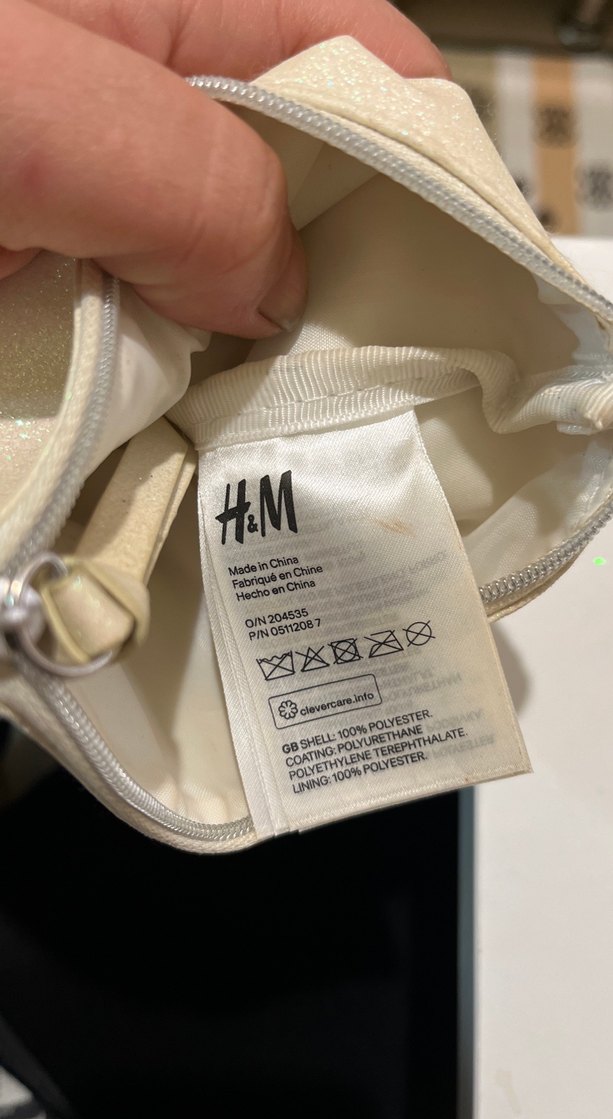 H&M
Made in China
Fabriqué en Chine
Hecho en China
O/N 204535
P/N 0511208 7
clevercare.info
GB SHELL: 100% POLYESTER.
COATING: POLYURETHANE
POLYETHYLENE TEREPHTHALATE.
LINING: 100% POLYESTER.